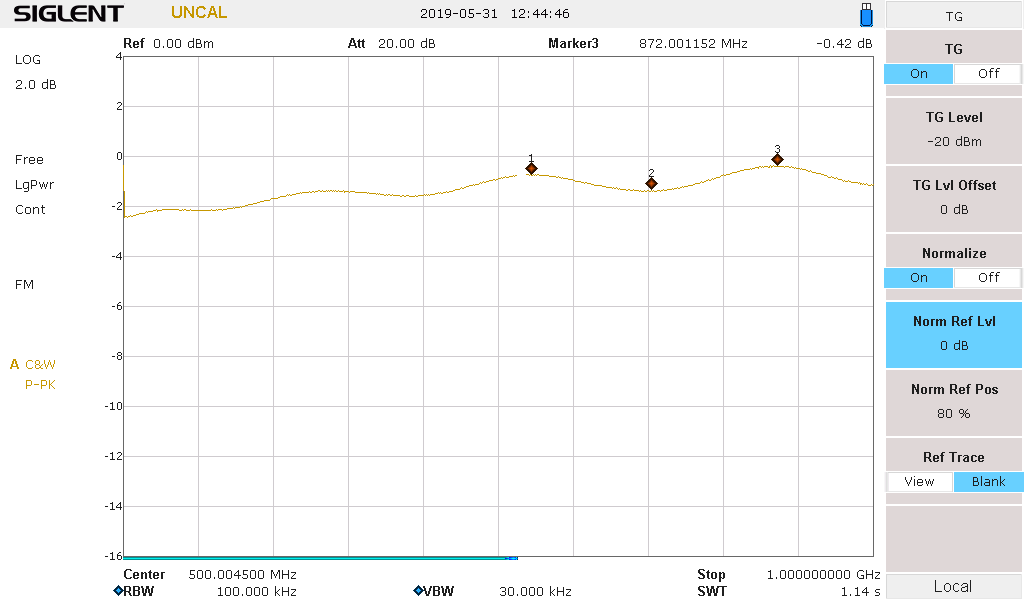 SIGLENT UNCAL 2019-05-31 12:44:46 TG
Ref 0.00 dBm Att 20.00 dB Marker3 872.001152 MHz -0.42 dB
LOG
2.0 dB
Free
LgPwr
Cont
FM
A C&W
P-PK
4
2
0
-2
-4
-6
-8
-10
-12
-14
-16
1
2
3
Center 500.004500 MHz Stop 1.000000000 GHz
RBW 100.000 kHz VBW 30.000 kHz SWT 1.14 s
TG
On Off
TG Level
-20 dBm
TG Lvl Offset
0 dB
Normalize
On Off
Norm Ref Lvl
0 dB
Norm Ref Pos
80 %
Ref Trace
View Blank
Local